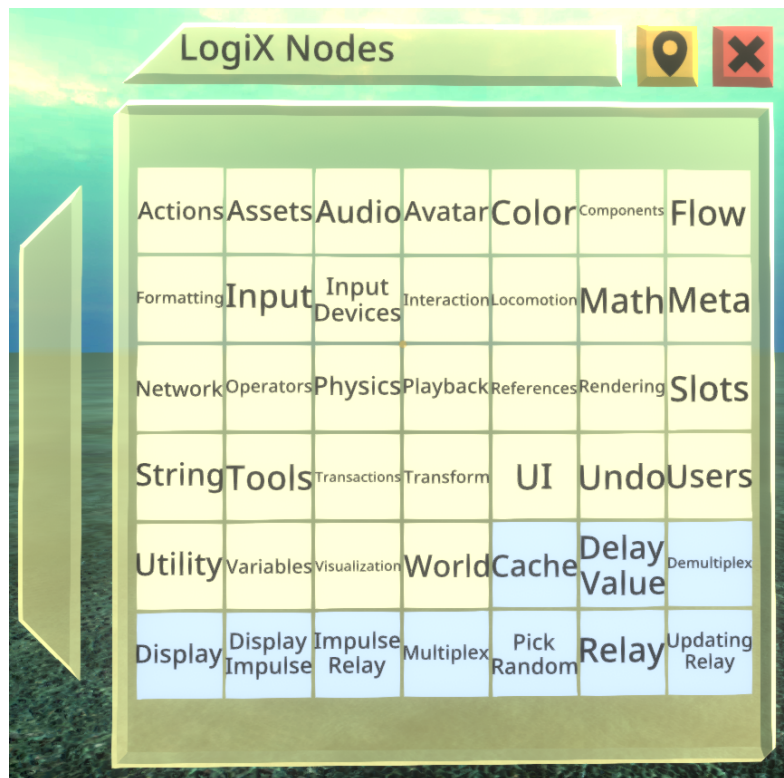 LogiX Nodes
Actions Assets Audio Avatar Color Components Flow
Formatting Input Input Devices Interaction Locomotion Math Meta
Network Operators Physics Playback References Rendering Slots
String Tools Transactions Transform UI Undo Users
Utility Variables Visualization World Cache Delay Value Demultiplex
Display Display Impulse Impulse Relay Multiplex Pick Random Relay Updating Relay